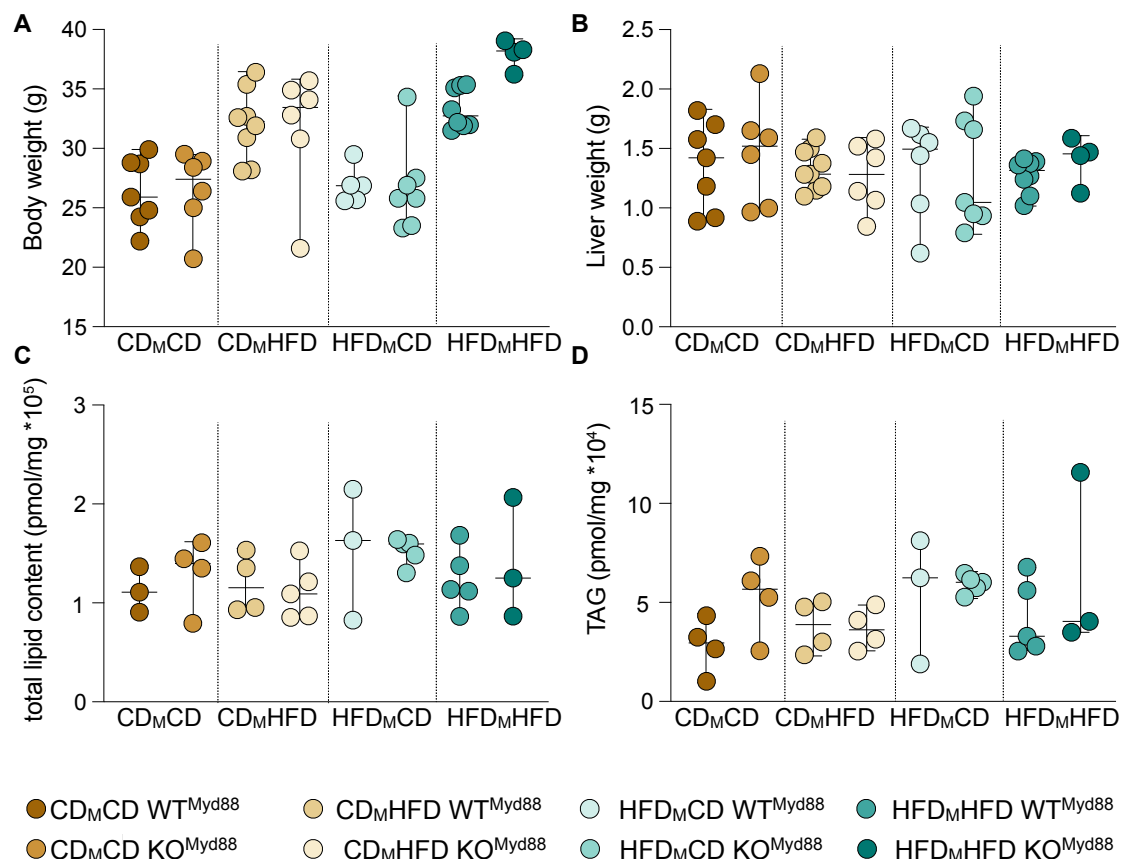 A
Body weight (g)
40
35
30
25
20
15
CDMCD CDMHFD HFDMCD HFDMHFD
B
Liver weight (g)
2.5
2.0
1.5
1.0
0.5
0.0
CDMCD CDMHFD HFDMCD HFDMHFD
C
total lipid content (pmol/mg *10⁵)
3
2
1
0
CDMCD CDMHFD HFDMCD HFDMHFD
D
TAG (pmol/mg *10⁴)
15
10
5
0
CDMCD CDMHFD HFDMCD HFDMHFD
CDMCD WTMyd88 CDMHFD WTMyd88 HFDMCD WTMyd88 HFDMHFD WTMyd88
CDMCD KOMyd88 CDMHFD KOMyd88 HFDMCD KOMyd88 HFDMHFD KOMyd88